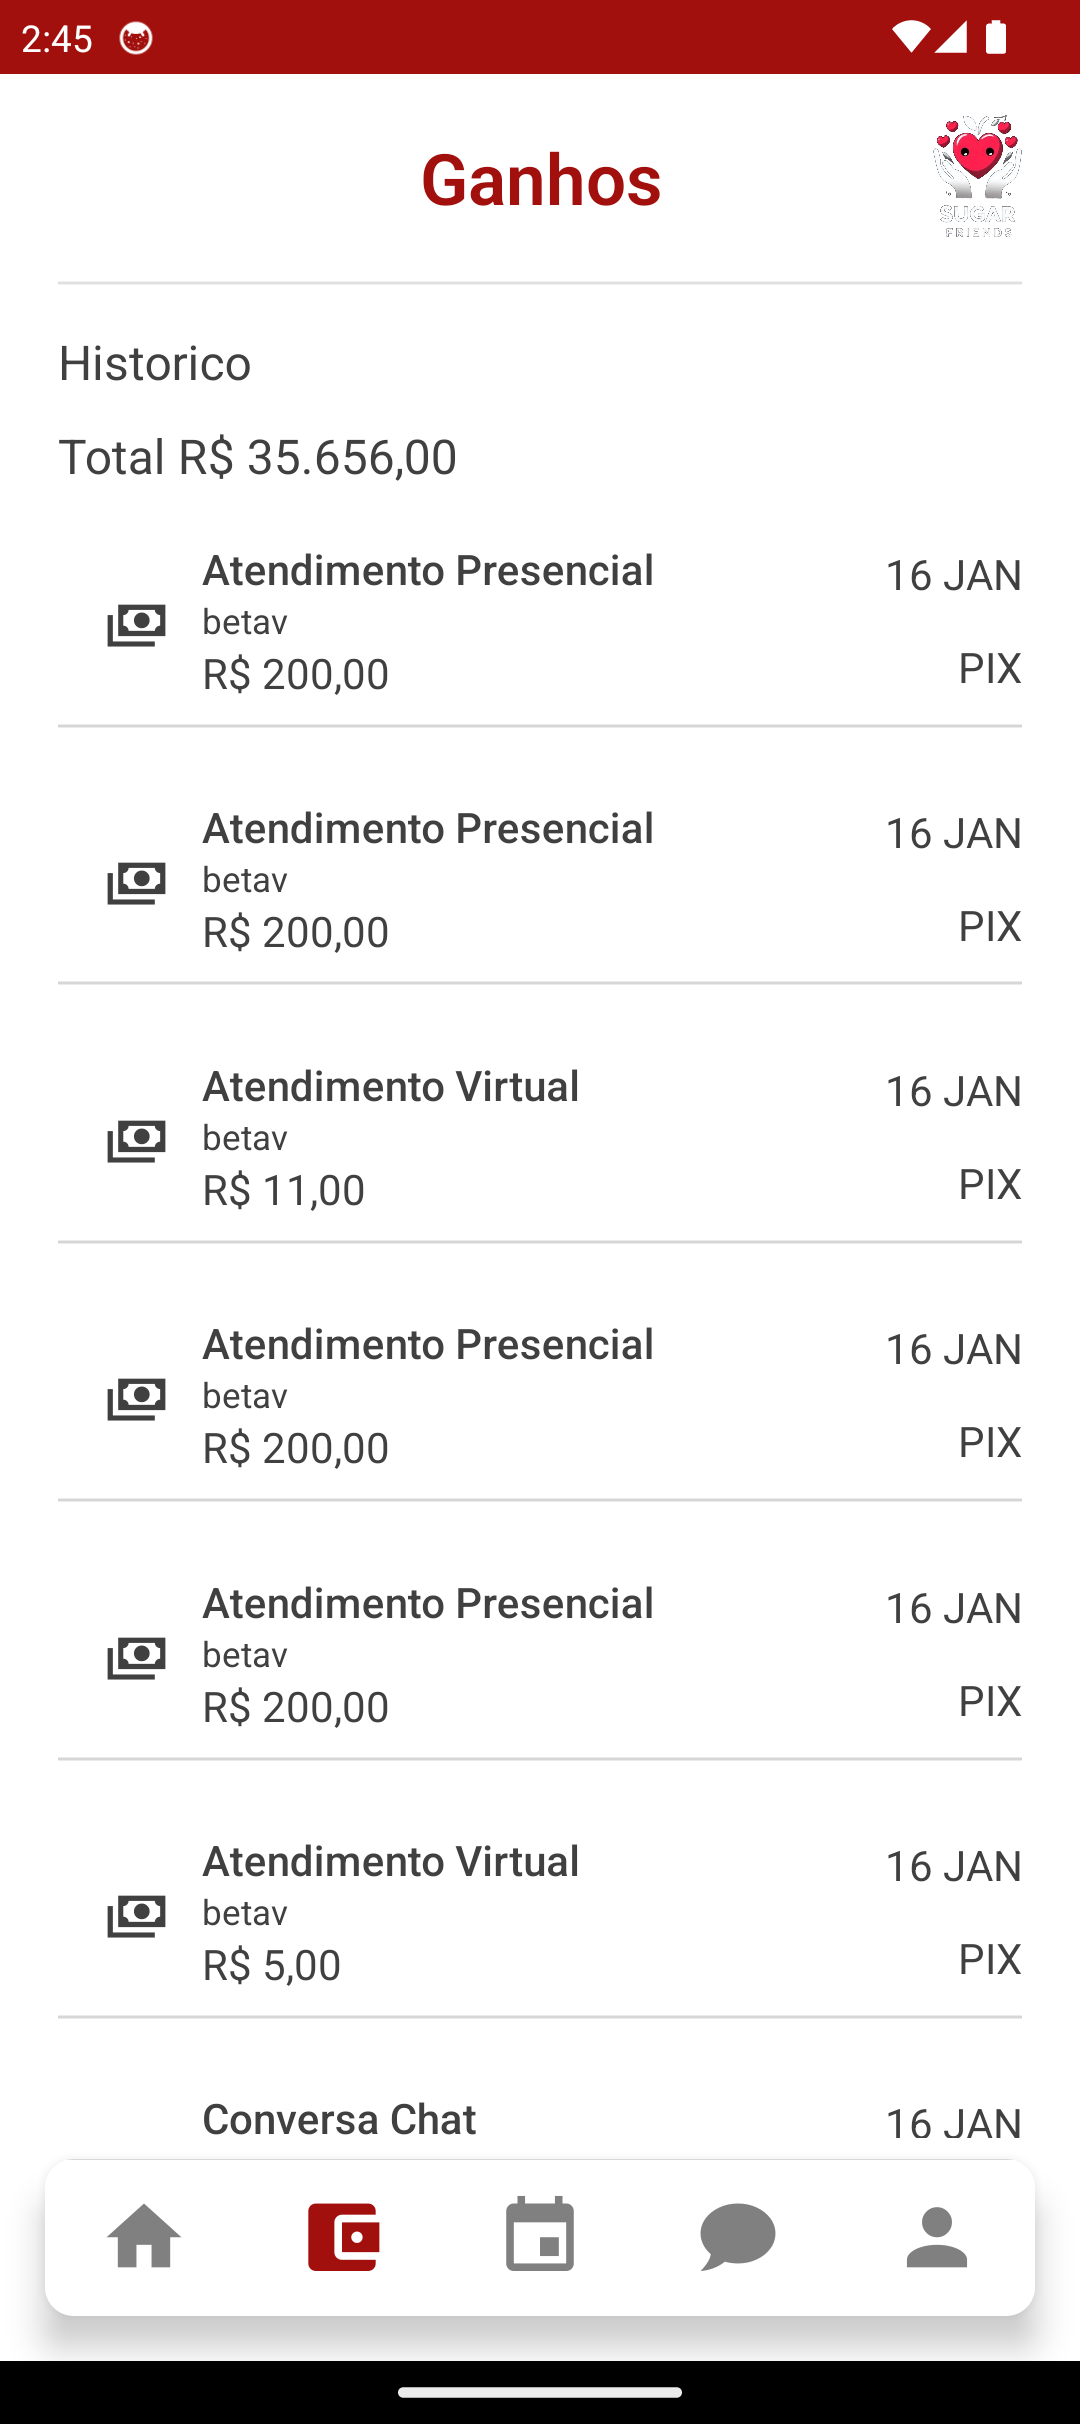 2:45
Ganhos
SUGAR
FRIENDS
Historico
Total R$ 35.656,00
Atendimento Presencial
16 JAN
betav
R$ 200,00
PIX
Atendimento Presencial
16 JAN
betav
R$ 200,00
PIX
Atendimento Virtual
16 JAN
betav
R$ 11,00
PIX
Atendimento Presencial
16 JAN
betav
R$ 200,00
PIX
Atendimento Presencial
16 JAN
betav
R$ 200,00
PIX
Atendimento Virtual
16 JAN
betav
R$ 5,00
PIX
Conversa Chat
16 JAN